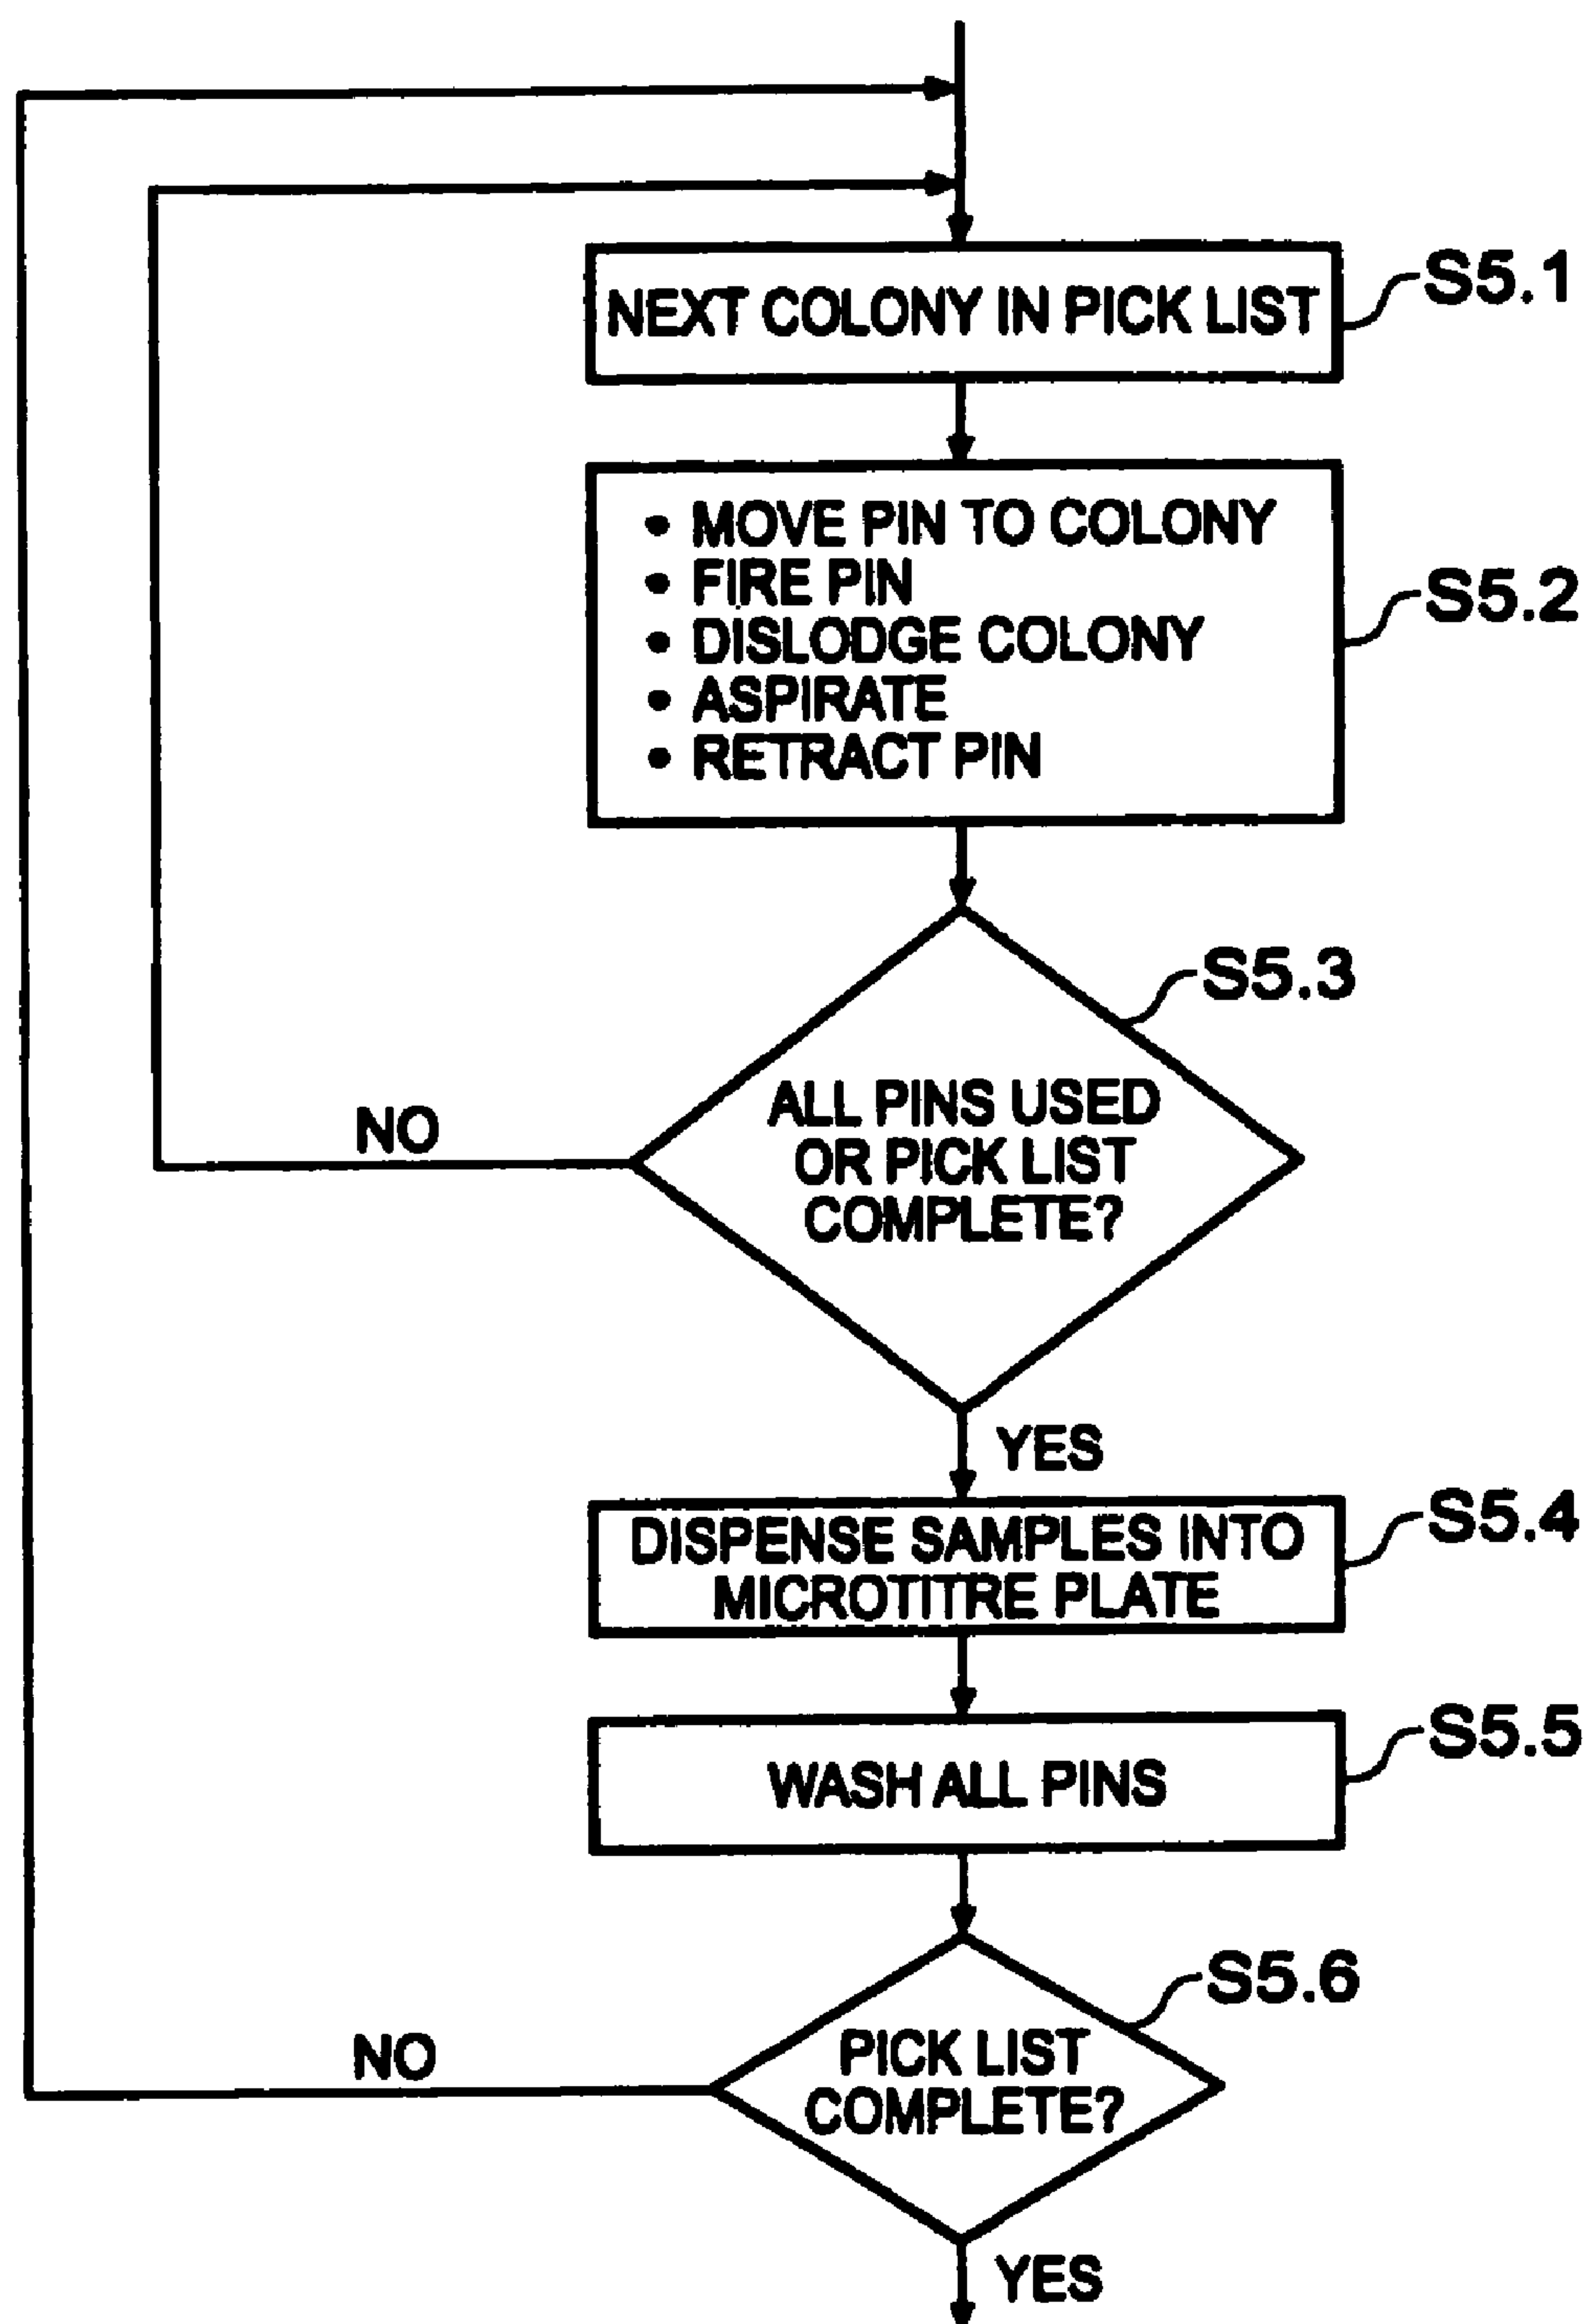 NEXT COLONY IN PICK LIST
S5.1
• MOVE PIN TO COLONY
• FIRE PIN
• DISLODGE COLONY
• ASPIRATE
• RETRACT PIN
S5.2
S5.3
ALL PINS USED
OR PICK LIST
COMPLETE?
NO
YES
DISPENSE SAMPLES INTO
MICROTITRE PLATE
S5.4
WASH ALL PINS
S5.5
S5.6
PICK LIST
COMPLETE?
NO
YES